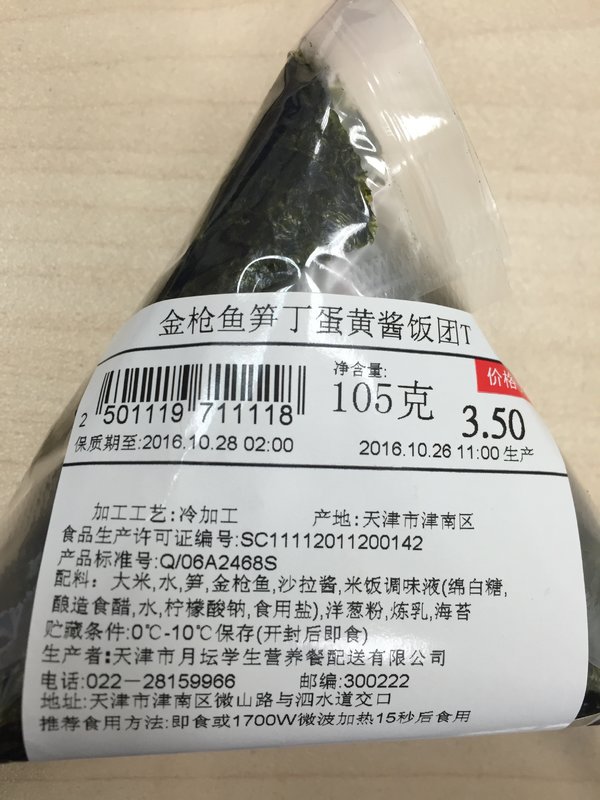 金枪鱼笋丁蛋黄酱饭团T
净含量:
价格
105克
3.50
2 501119 711118
保质期至:2016.10.28 02:00
2016.10.26 11:00 生产
加工工艺:冷加工 产地:天津市津南区
食品生产许可证编号:SC11112011200142
产品标准号:Q/06A2468S
配料: 大米,水,笋,金枪鱼,沙拉酱,米饭调味液(绵白糖,
酿造食醋,水,柠檬酸钠,食用盐),洋葱粉,炼乳,海苔
贮藏条件:0℃-10℃保存(开封后即食)
生产者:天津市月坛学生营养餐配送有限公司
电话:022-28159966 邮编:300222
地址:天津市津南区微山路与泗水道交口
推荐食用方法:即食或1700W微波加热15秒后食用